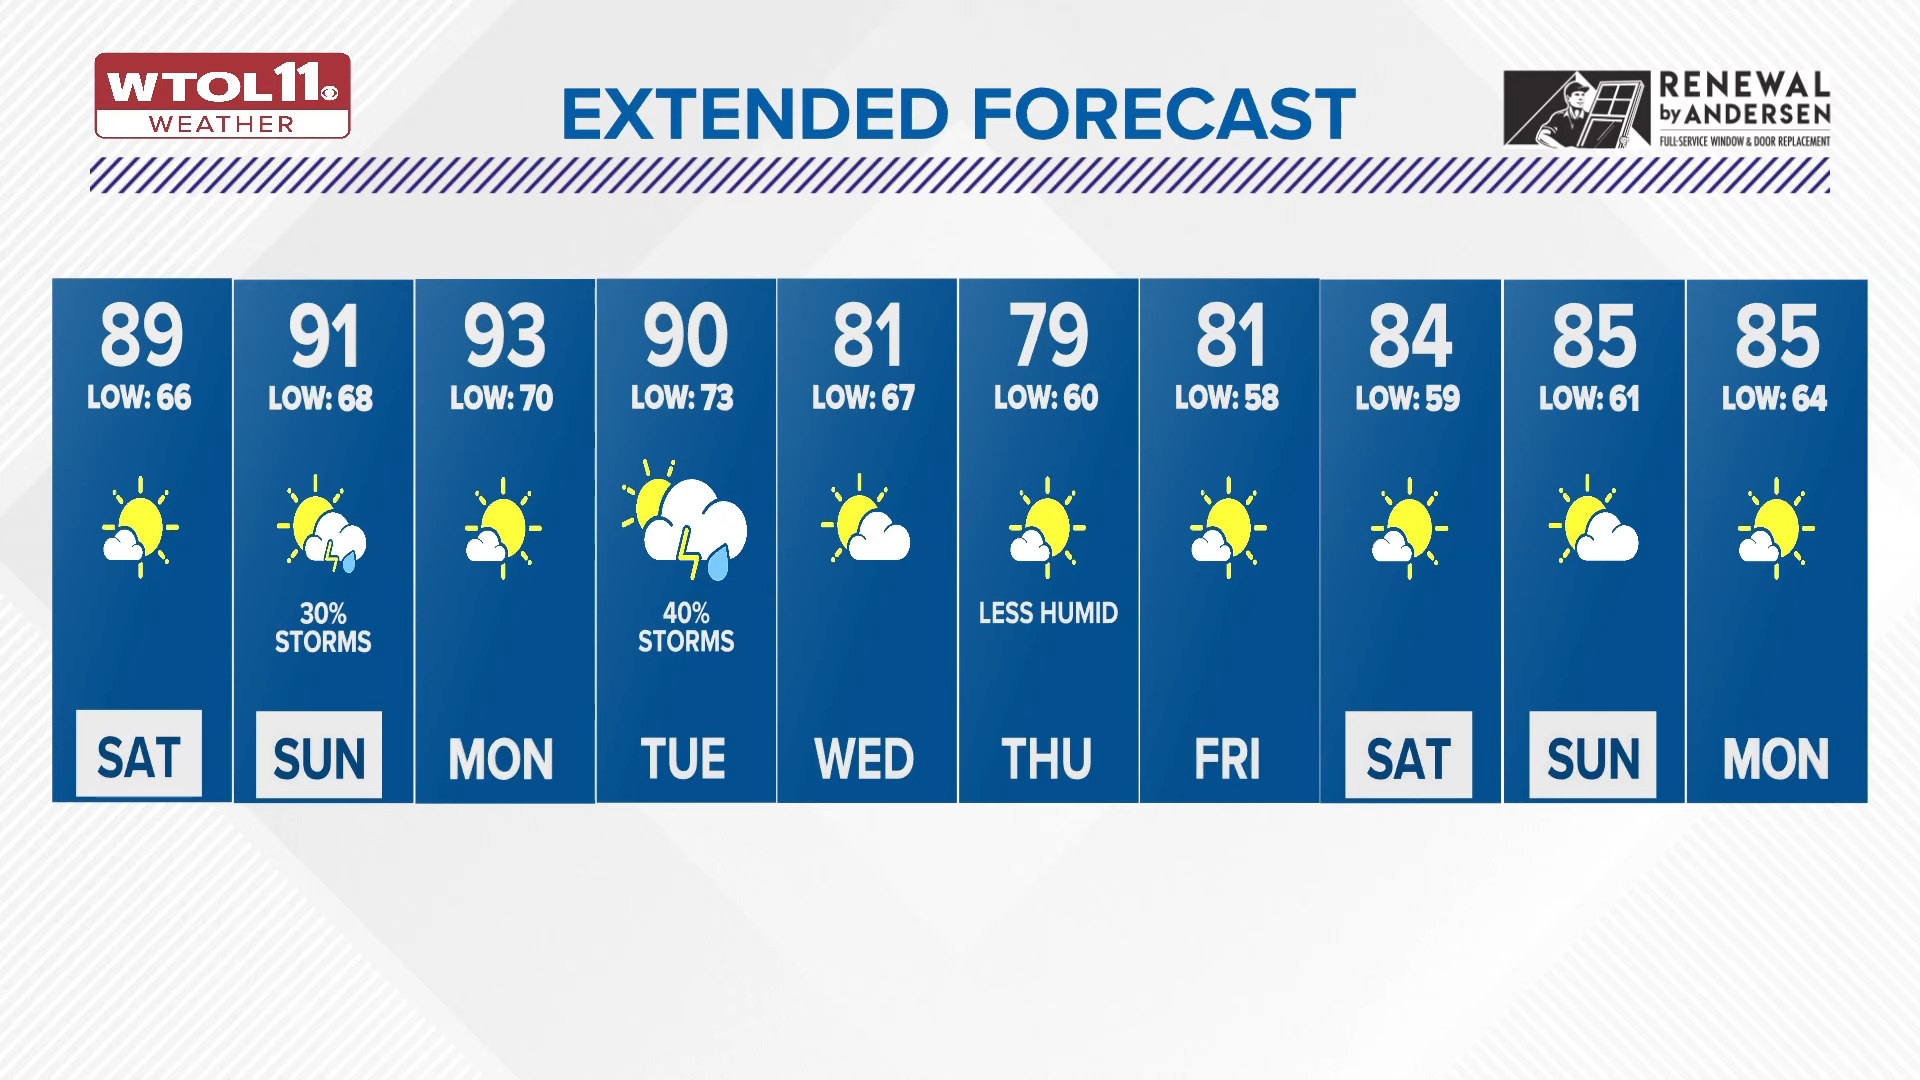 WTOL 11
WEATHER
EXTENDED FORECAST
RENEWAL
by ANDERSEN
FULL-SERVICE WINDOW & DOOR REPLACEMENT
89
LOW: 66
SAT
91
LOW: 68
30%
STORMS
SUN
93
LOW: 70
MON
90
LOW: 73
40%
STORMS
TUE
81
LOW: 67
WED
79
LOW: 60
LESS HUMID
THU
81
LOW: 58
FRI
84
LOW: 59
SAT
85
LOW: 61
SUN
85
LOW: 64
MON